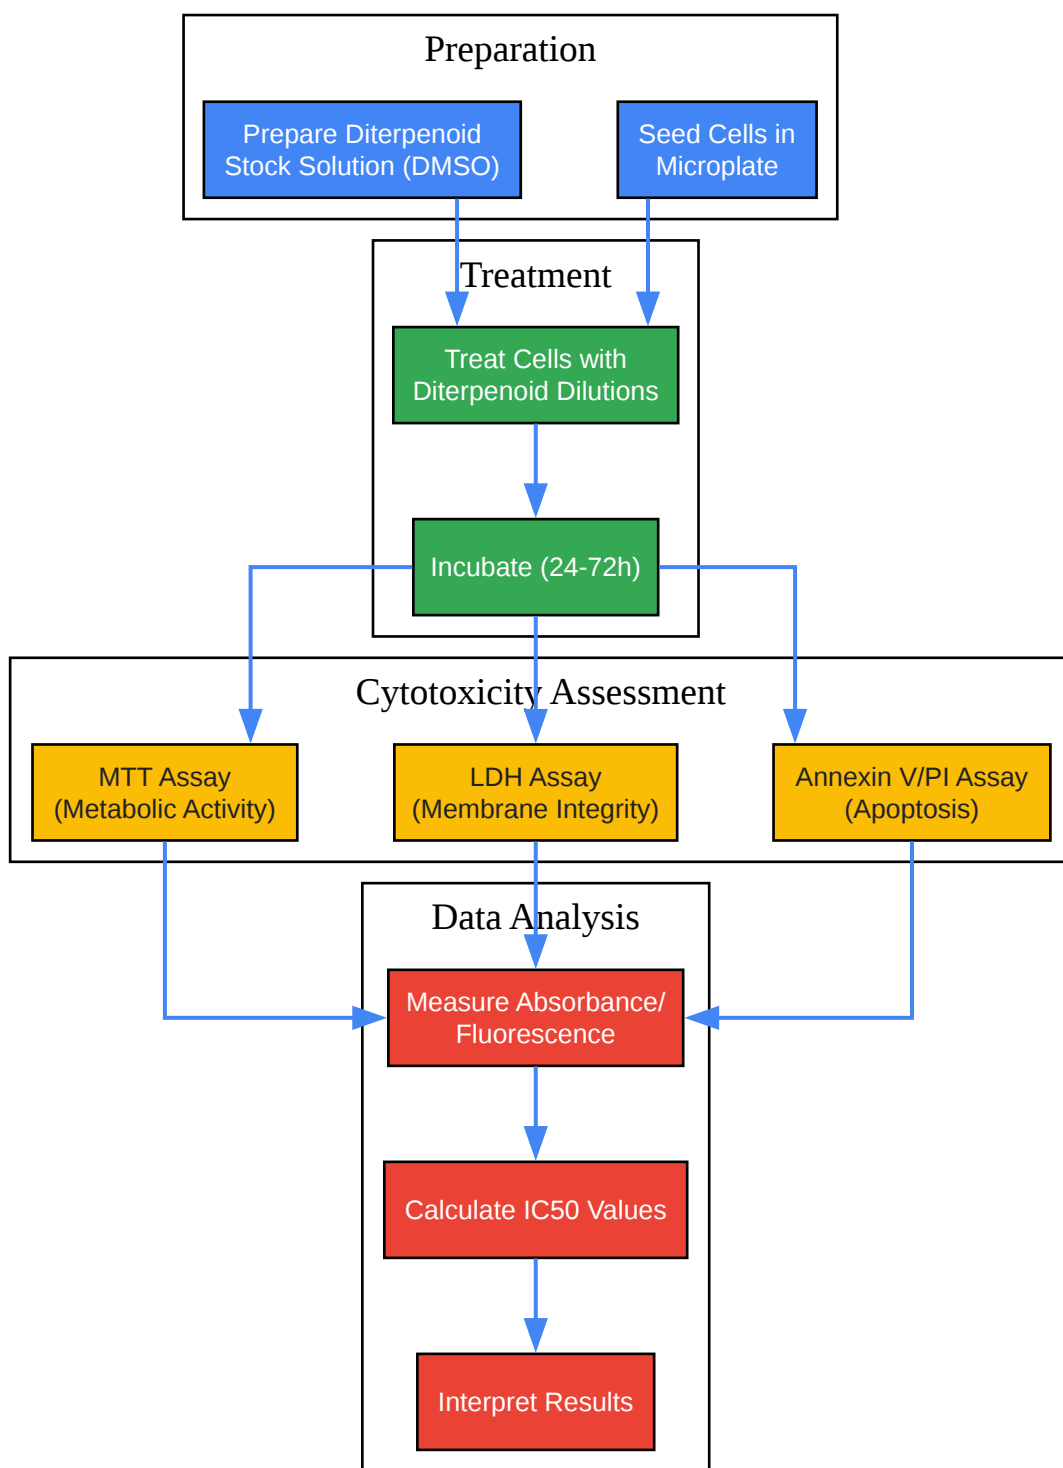 Preparation
Prepare Diterpenoid
Stock Solution (DMSO)
Seed Cells in
Microplate
Treatment
Treat Cells with
Diterpenoid Dilutions
Incubate (24-72h)
Cytotoxicity Assessment
MTT Assay
(Metabolic Activity)
LDH Assay
(Membrane Integrity)
Annexin V/PI Assay
(Apoptosis)
Data Analysis
Measure Absorbance/
Fluorescence
Calculate IC50 Values
Interpret Results